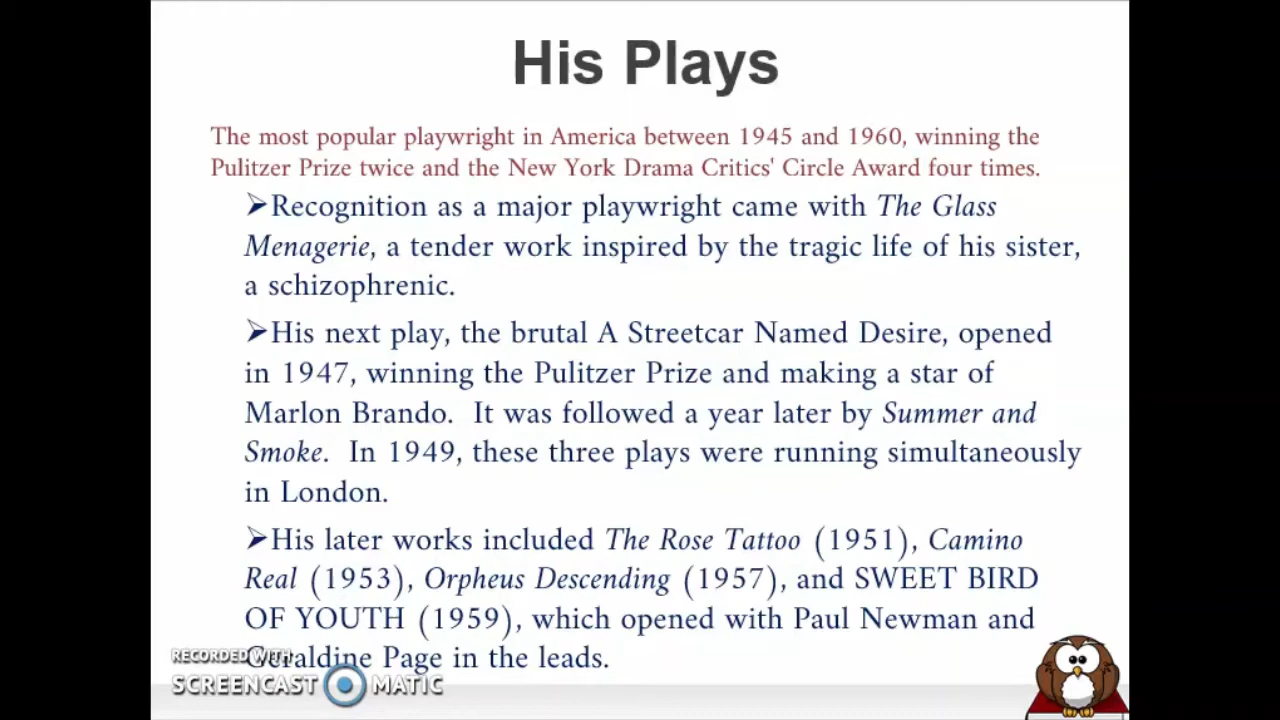 His Plays
The most popular playwright in America between 1945 and 1960, winning the
Pulitzer Prize twice and the New York Drama Critics' Circle Award four times.
➢Recognition as a major playwright came with The Glass
Menagerie, a tender work inspired by the tragic life of his sister,
a schizophrenic.
➢His next play, the brutal A Streetcar Named Desire, opened
in 1947, winning the Pulitzer Prize and making a star of
Marlon Brando. It was followed a year later by Summer and
Smoke. In 1949, these three plays were running simultaneously
in London.
➢His later works included The Rose Tattoo (1951), Camino
Real (1953), Orpheus Descending (1957), and SWEET BIRD
OF YOUTH (1959), which opened with Paul Newman and
Geraldine Page in the leads.
RECORDED WITH
SCREENCAST MATIC